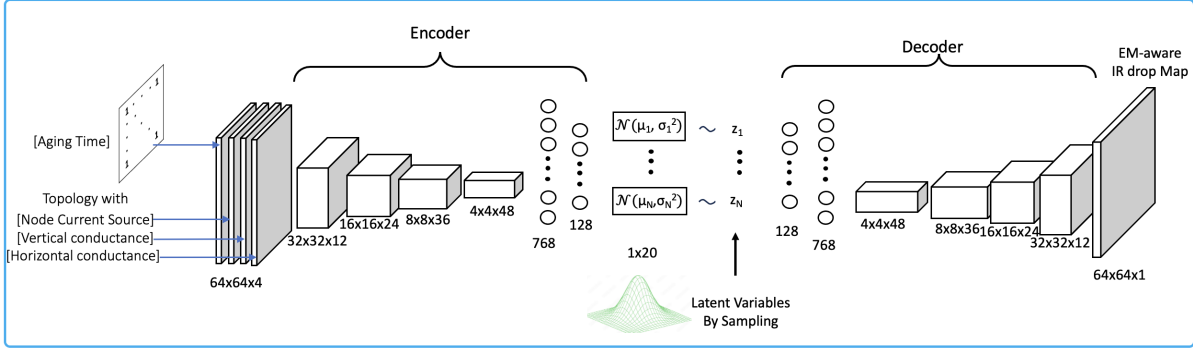 Encoder
Decoder
EM-aware
IR drop Map
[Aging Time]
Topology with
[Node Current Source]
[Vertical conductance]
[Horizontal conductance]
64x64x4
32x32x12
16x16x24
8x8x36
4x4x48
768
128
𝒩(μ₁, σ₁²)
~
z₁
𝒩(μN,σN²)
~
zN
1x20
Latent Variables
By Sampling
128
768
4x4x48
8x8x36
16x16x24
32x32x12
64x64x1